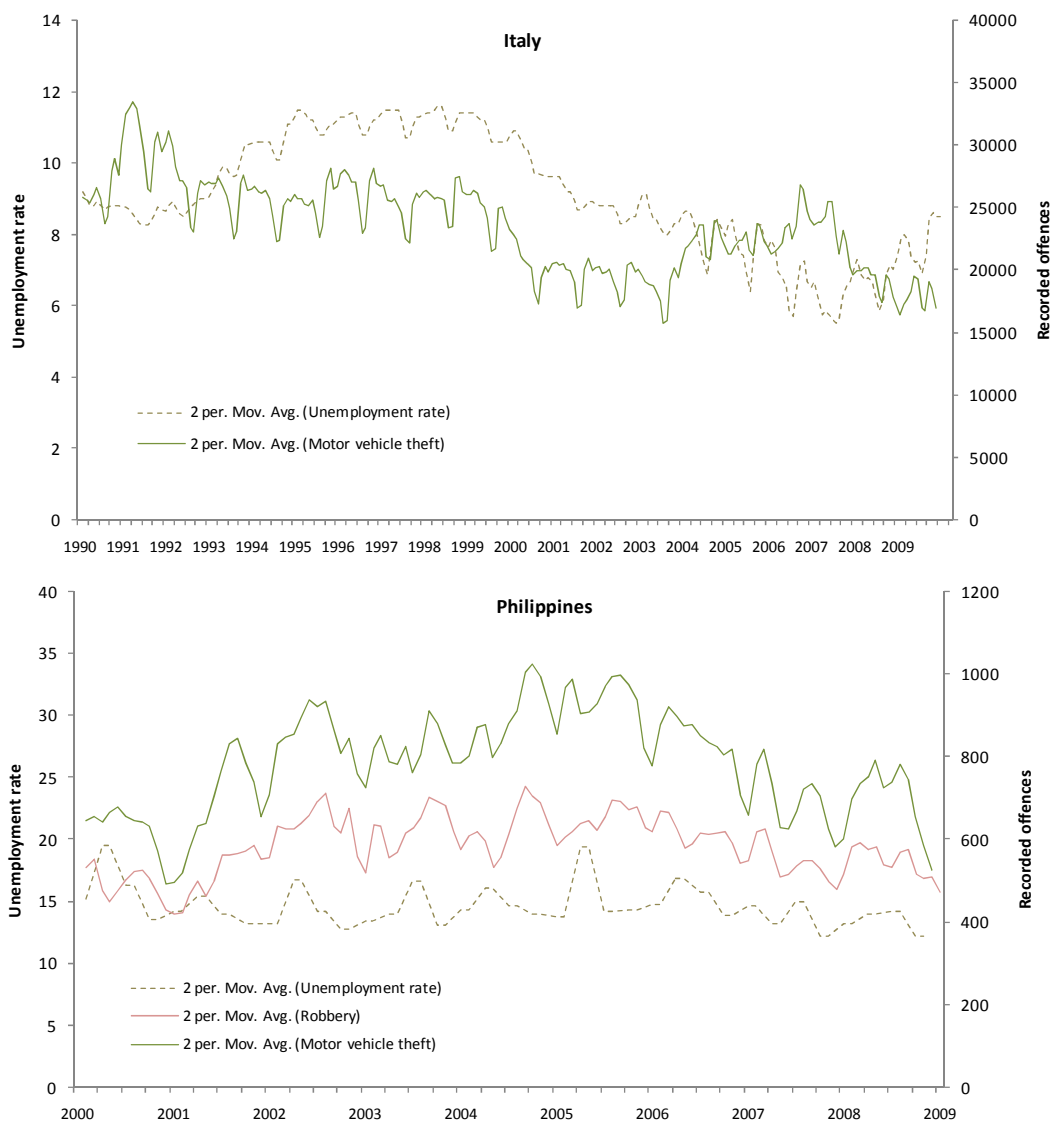 Italy
Unemployment rate
14
12
10
8
6
4
2
0
40000
35000
30000
25000
20000
15000
10000
5000
0
Recorded offences
2 per. Mov. Avg. (Unemployment rate)
2 per. Mov. Avg. (Motor vehicle theft)
1990 1991 1992 1993 1994 1995 1996 1997 1998 1999 2000 2001 2002 2003 2004 2005 2006 2007 2008 2009
Philippines
Unemployment rate
40
35
30
25
20
15
10
5
0
1200
1000
800
600
400
200
0
Recorded offences
2 per. Mov. Avg. (Unemployment rate)
2 per. Mov. Avg. (Robbery)
2 per. Mov. Avg. (Motor vehicle theft)
2000 2001 2002 2003 2004 2005 2006 2007 2008 2009